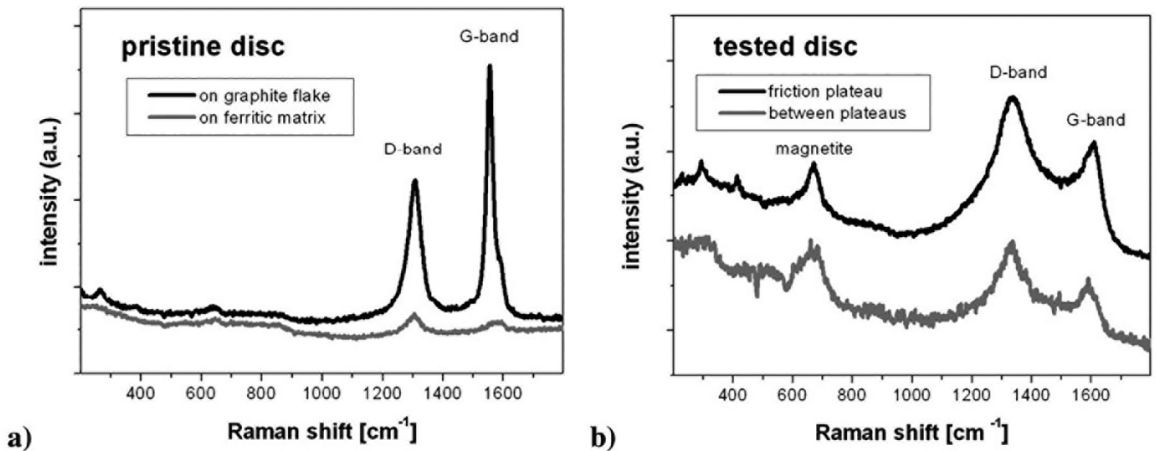 pristine disc
G-band
on graphite flake
on ferritic matrix
D-band
intensity (a.u.)
400 600 800 1000 1200 1400 1600
Raman shift [cm-1]
a)
tested disc
D-band
friction plateau
between plateaus
G-band
magnetite
intensity (a.u.)
400 600 800 1000 1200 1400 1600
Raman shift [cm-1]
b)